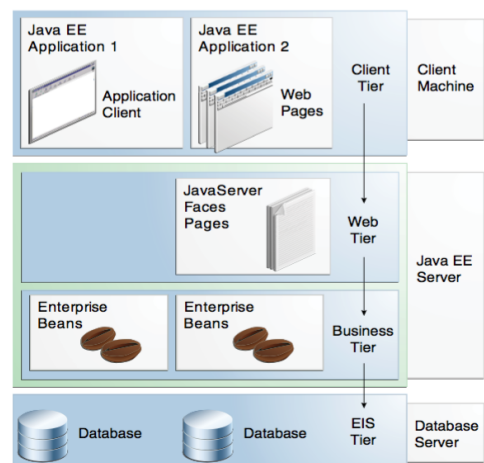 Java EE
Application 1
Application
Client
Java EE
Application 2
Web
Pages
Client
Tier
Client
Machine
JavaServer
Faces
Pages
Web
Tier
Java EE
Server
Enterprise
Beans
Enterprise
Beans
Business
Tier
Database
Database
EIS
Tier
Database
Server